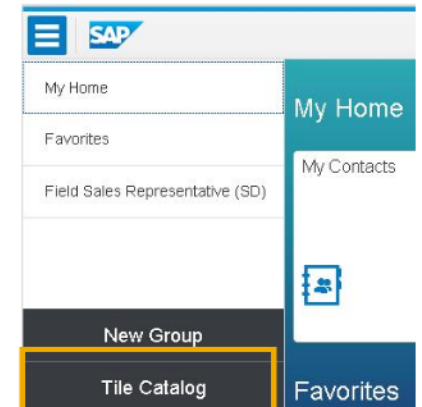 SAP
My Home
Favorites
Field Sales Representative (SD)
New Group
Tile Catalog
My Home
My Contacts
Favorites